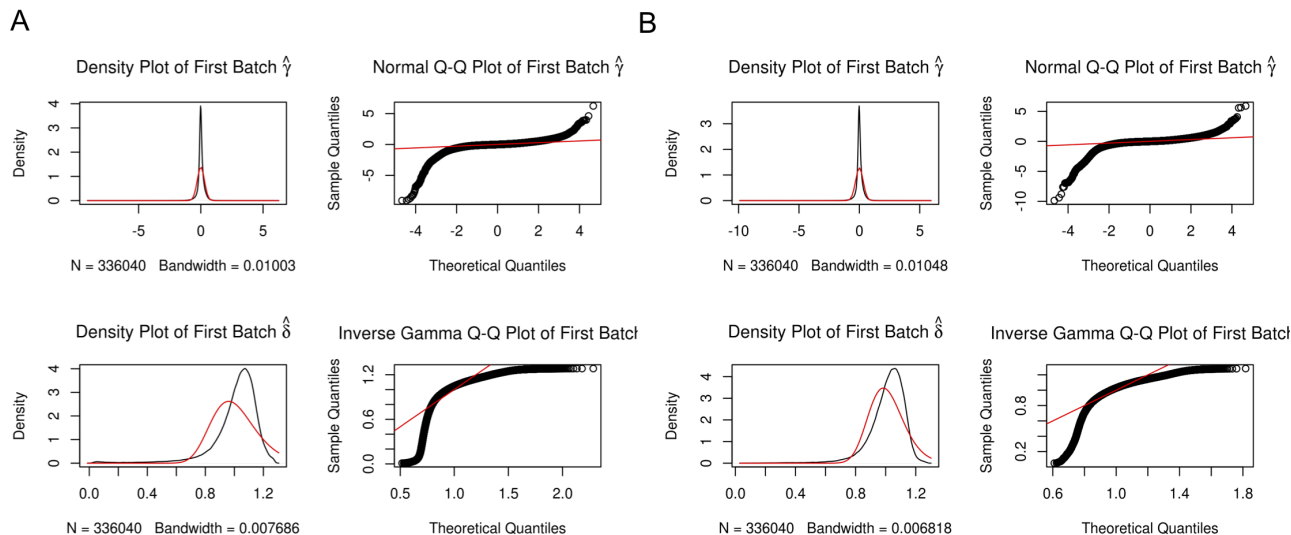 A
B
Density Plot of First Batch γ̂
Normal Q-Q Plot of First Batch γ̂
Density Plot of First Batch γ̂
Normal Q-Q Plot of First Batch γ̂
Density
0 1 2 3 4
-5 0 5
N = 336040 Bandwidth = 0.01003
Sample Quantiles
-5 0 5
-4 -2 0 2 4
Theoretical Quantiles
Density
0 1 2 3
-10 -5 0 5
N = 336040 Bandwidth = 0.01048
Sample Quantiles
-10 -5 0 5
-4 -2 0 2 4
Theoretical Quantiles
Density Plot of First Batch δ̂
Inverse Gamma Q-Q Plot of First Batch
Density Plot of First Batch δ̂
Inverse Gamma Q-Q Plot of First Batch
Density
0 1 2 3 4
0.0 0.4 0.8 1.2
N = 336040 Bandwidth = 0.007686
Sample Quantiles
0.0 0.6 1.2
0.5 1.0 1.5 2.0
Theoretical Quantiles
Density
0 1 2 3 4
0.0 0.4 0.8 1.2
N = 336040 Bandwidth = 0.006818
Sample Quantiles
0.2 0.8
0.6 1.0 1.4 1.8
Theoretical Quantiles